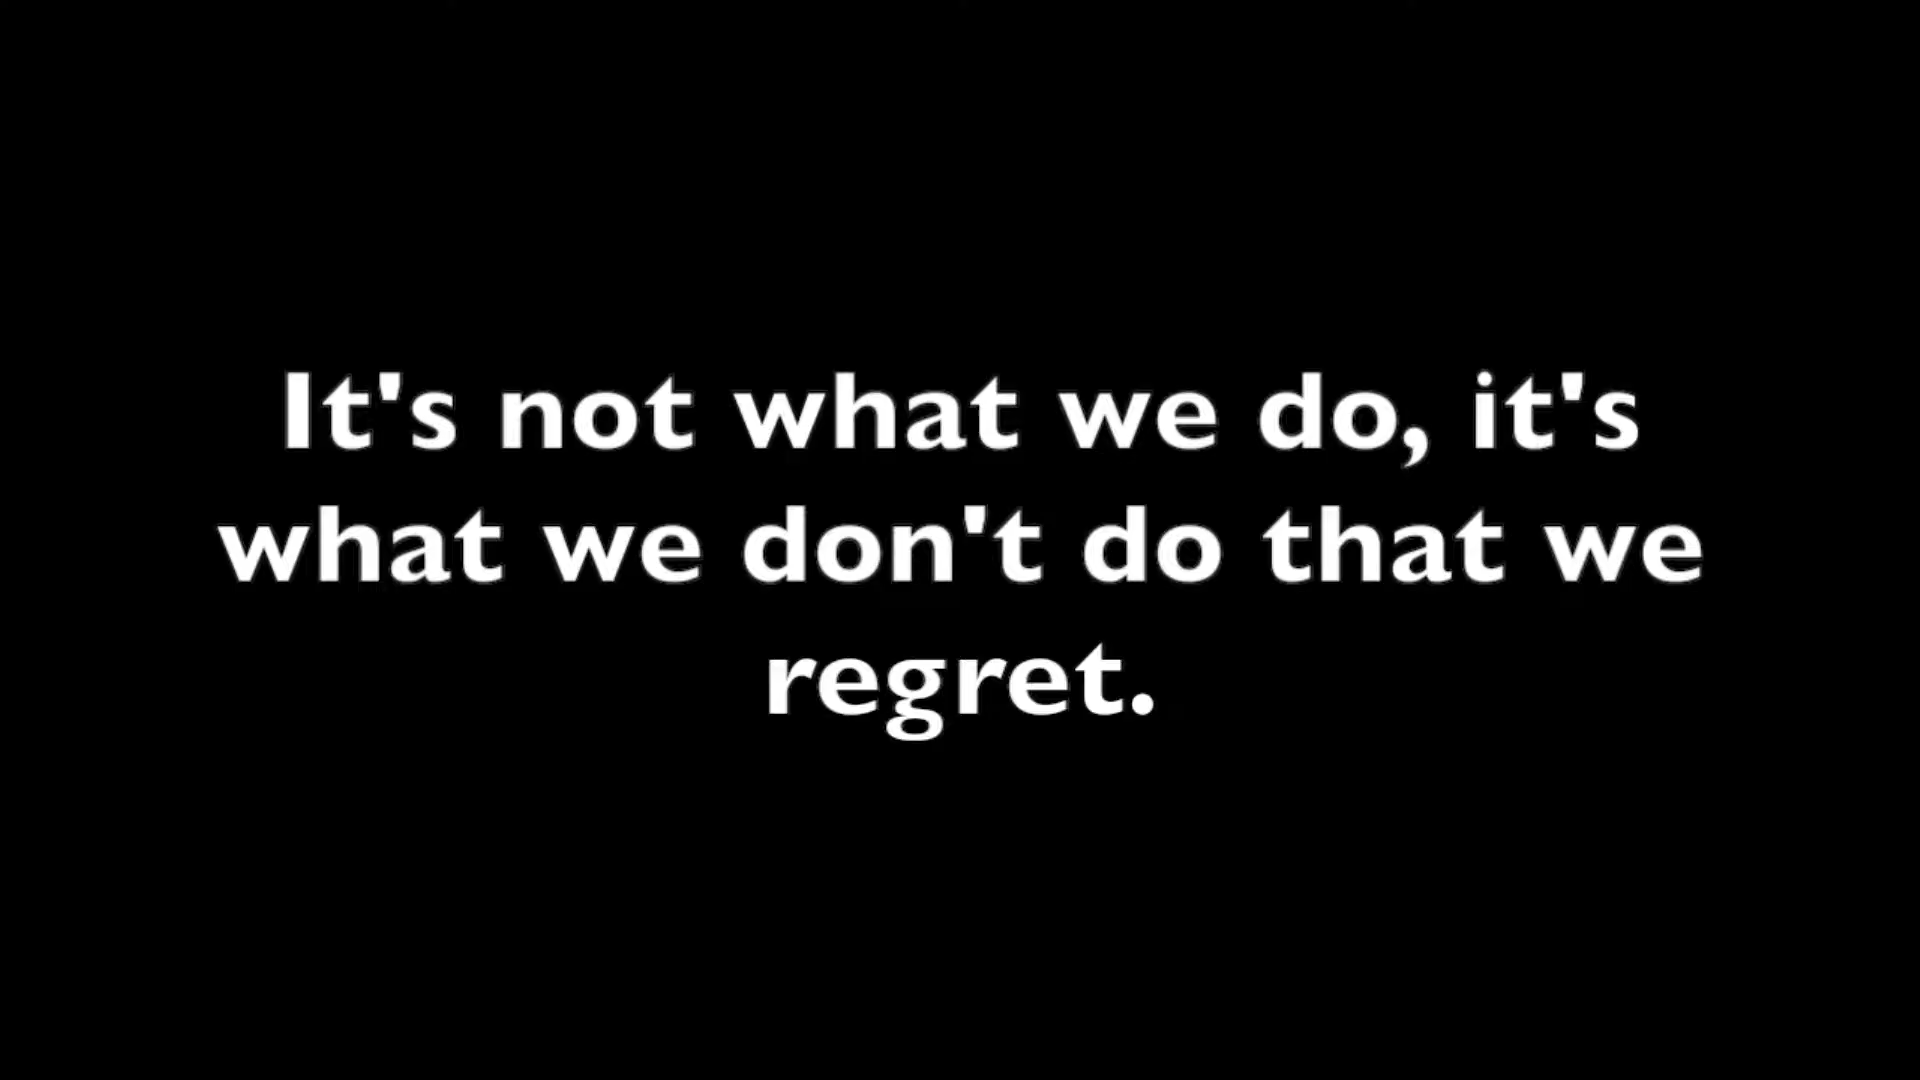 It's not what we do, it's
what we don't do that we
regret.